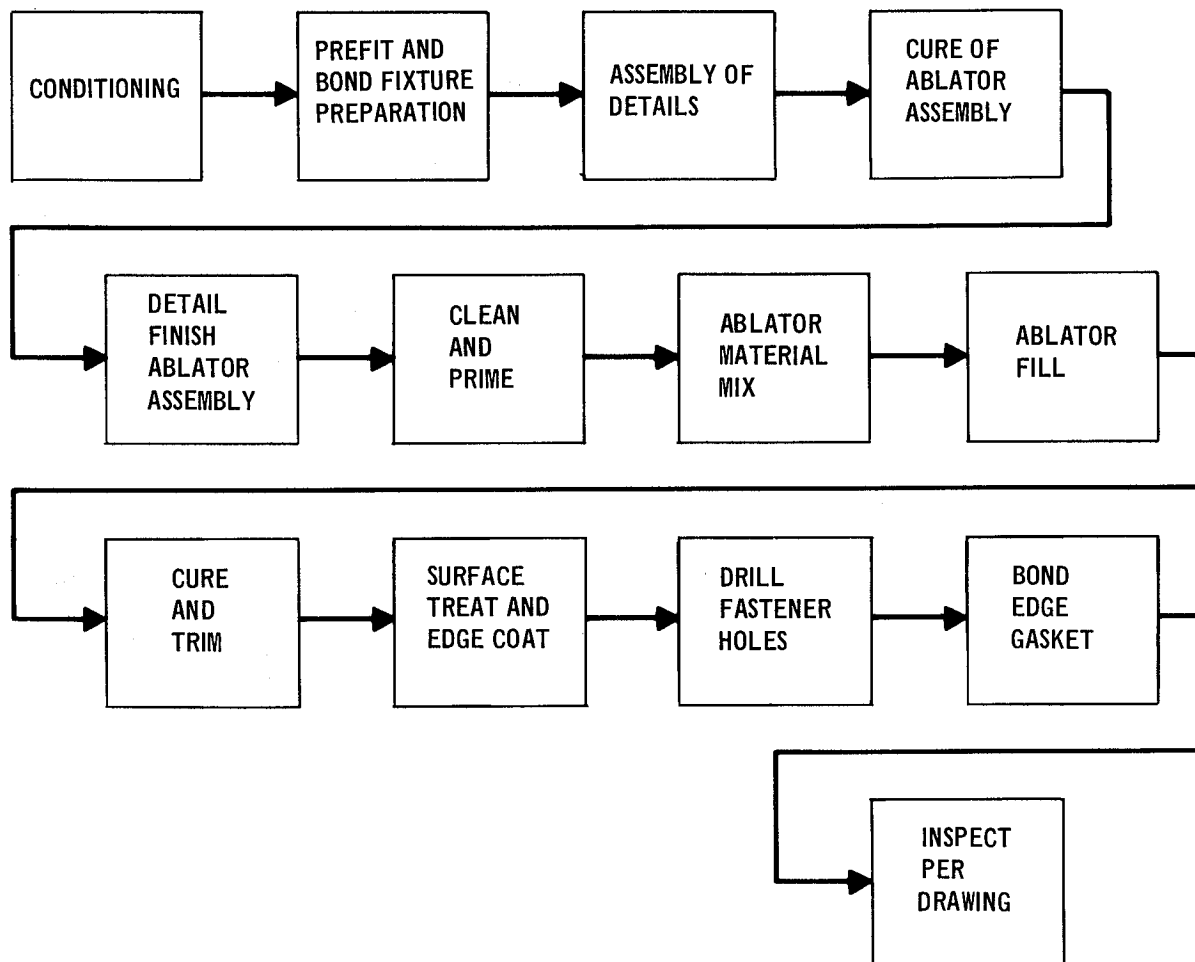 CONDITIONING
PREFIT AND
BOND FIXTURE
PREPARATION
ASSEMBLY OF
DETAILS
CURE OF
ABLATOR
ASSEMBLY
DETAIL
FINISH
ABLATOR
ASSEMBLY
CLEAN
AND
PRIME
ABLATOR
MATERIAL
MIX
ABLATOR
FILL
CURE
AND
TRIM
SURFACE
TREAT AND
EDGE COAT
DRILL
FASTENER
HOLES
BOND
EDGE
GASKET
INSPECT
PER
DRAWING